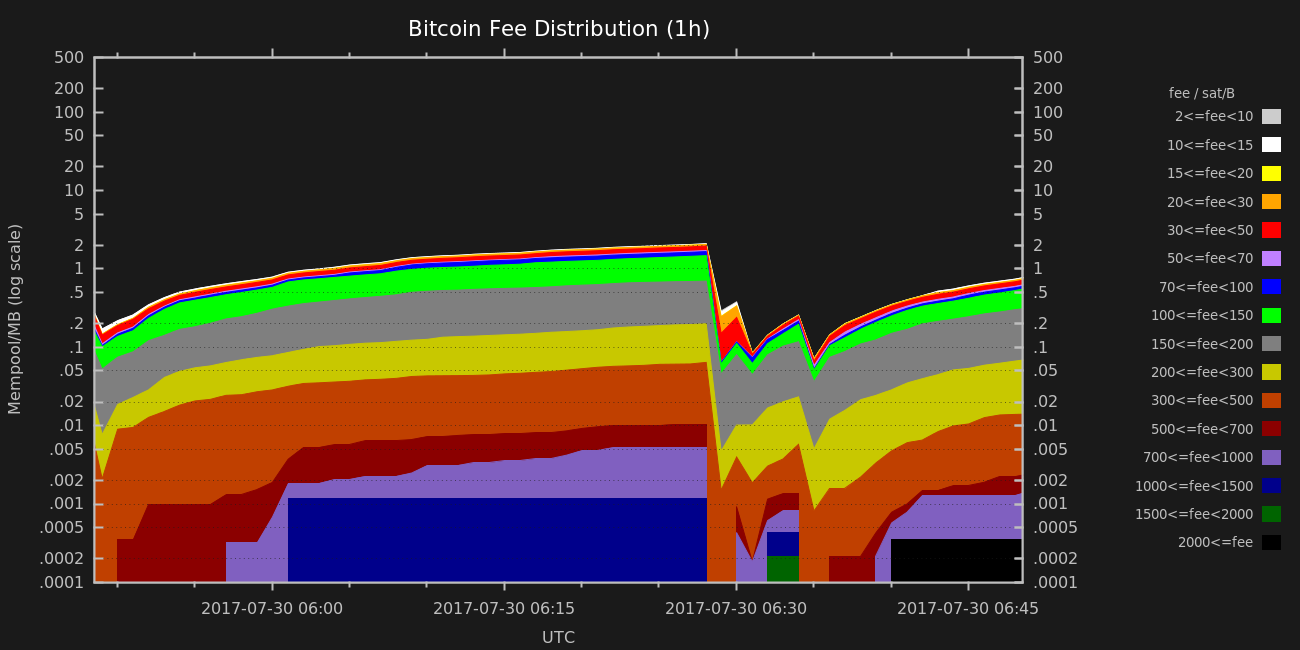 Bitcoin Fee Distribution (1h)
Mempool/MB (log scale)
500
200
100
50
20
10
5
2
1
.5
.2
.1
.05
.02
.01
.005
.002
.001
.0005
.0002
.0001
500
200
100
50
20
10
5
2
1
.5
.2
.1
.05
.02
.01
.005
.002
.001
.0005
.0002
.0001
2017-07-30 06:00
2017-07-30 06:15
2017-07-30 06:30
2017-07-30 06:45
UTC
fee / sat/B
2<=fee<10
10<=fee<15
15<=fee<20
20<=fee<30
30<=fee<50
50<=fee<70
70<=fee<100
100<=fee<150
150<=fee<200
200<=fee<300
300<=fee<500
500<=fee<700
700<=fee<1000
1000<=fee<1500
1500<=fee<2000
2000<=fee